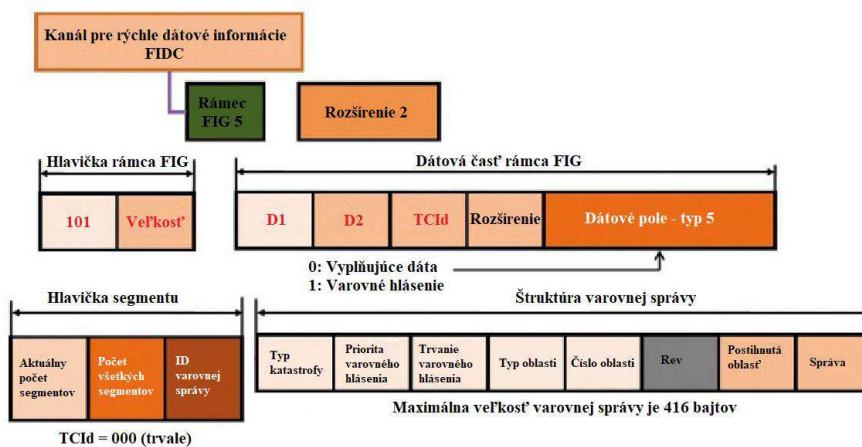 Kanál pre rýchle dátové informácie
FIDC
Rámec
FIG 5
Rozšírenie 2
Hlavička rámca FIG
Dátová časť rámca FIG
101
Veľkosť
D1
D2
TCId
Rozšírenie
Dátové pole - typ 5
0: Vyplňujúce dáta
1: Varovné hlásenie
Hlavička segmentu
Štruktúra varovnej správy
Aktuálny
počet
segmentov
Počet
všetkých
segmentov
ID
varovnej
správy
Typ
katastrofy
Priorita
varovného
hlásenia
Trvanie
varovného
hlásenia
Typ oblasti
Číslo oblasti
Rev
Postihnutá
oblasť
Správa
Maximálna veľkosť varovnej správy je 416 bajtov
TCId = 000 (trvale)